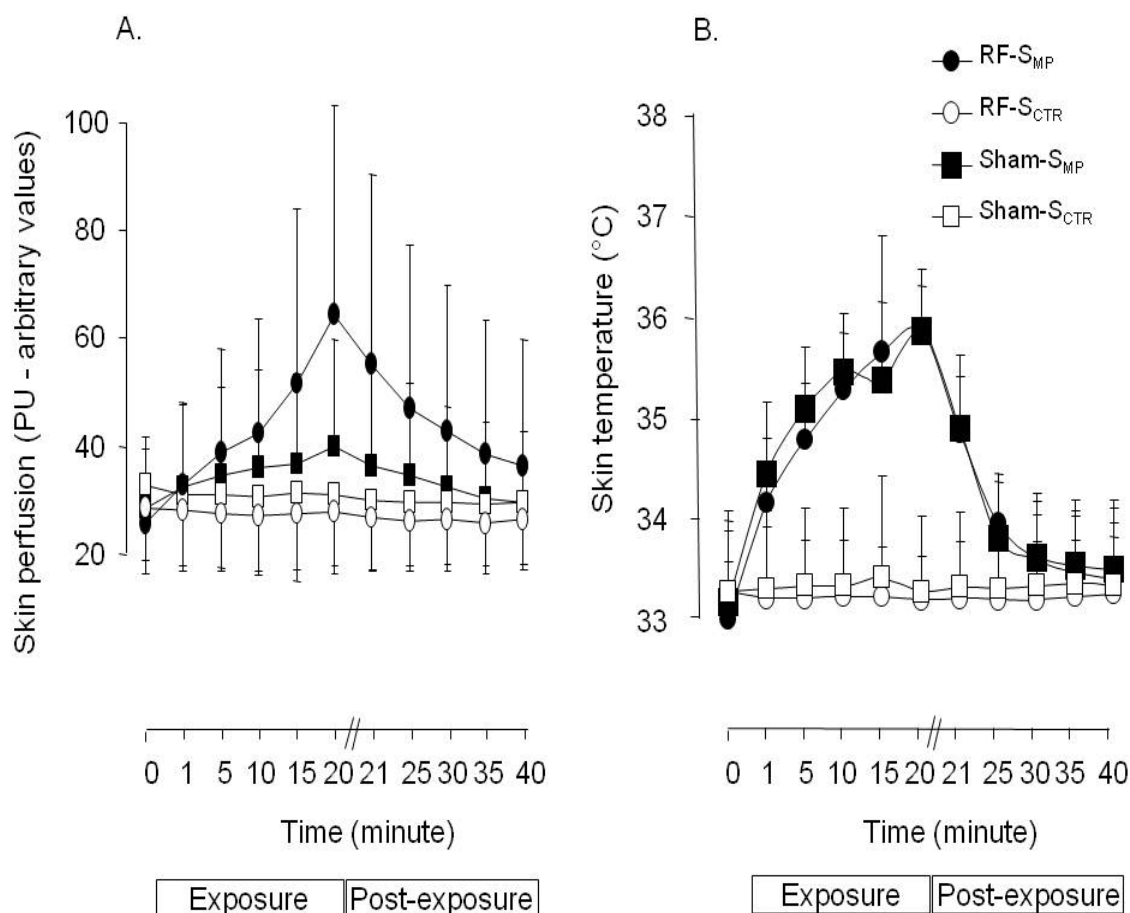 A.
Skin perfusion (PU - arbitrary values)
100
80
60
40
20
0 1 5 10 15 20 21 25 30 35 40
Time (minute)
Exposure Post-exposure
B.
RF-SMP
RF-SCTR
Sham-SMP
Sham-SCTR
Skin temperature (°C)
38
37
36
35
34
33
0 1 5 10 15 20 21 25 30 35 40
Time (minute)
Exposure Post-exposure